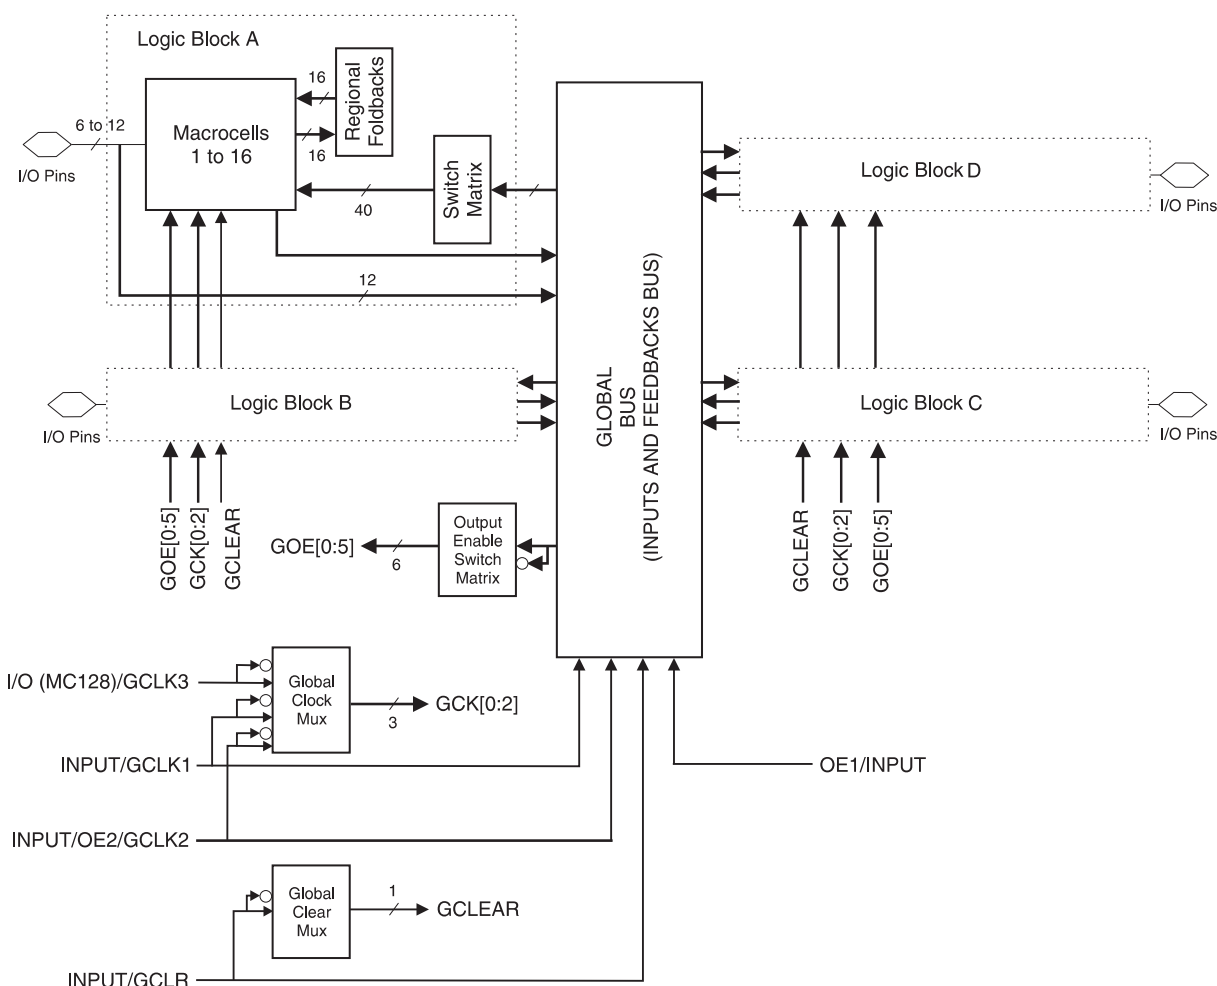 Logic Block A
Macrocells
1 to 16
16
16
Regional
Foldbacks
6 to 12
I/O Pins
40
Switch
Matrix
12
Logic Block B
I/O Pins
GOE[0:5]
GCK[0:2]
GCLEAR
GLOBAL
BUS
(INPUTS AND FEEDBACKS BUS)
Logic Block D
I/O Pins
Logic Block C
I/O Pins
GCLEAR
GCK[0:2]
GOE[0:5]
GOE[0:5]
6
Output
Enable
Switch
Matrix
I/O (MC128)/GCLK3
Global
Clock
Mux
3
GCK[0:2]
INPUT/GCLK1
OE1/INPUT
INPUT/OE2/GCLK2
Global
Clear
Mux
1
GCLEAR
INPUT/GCLR